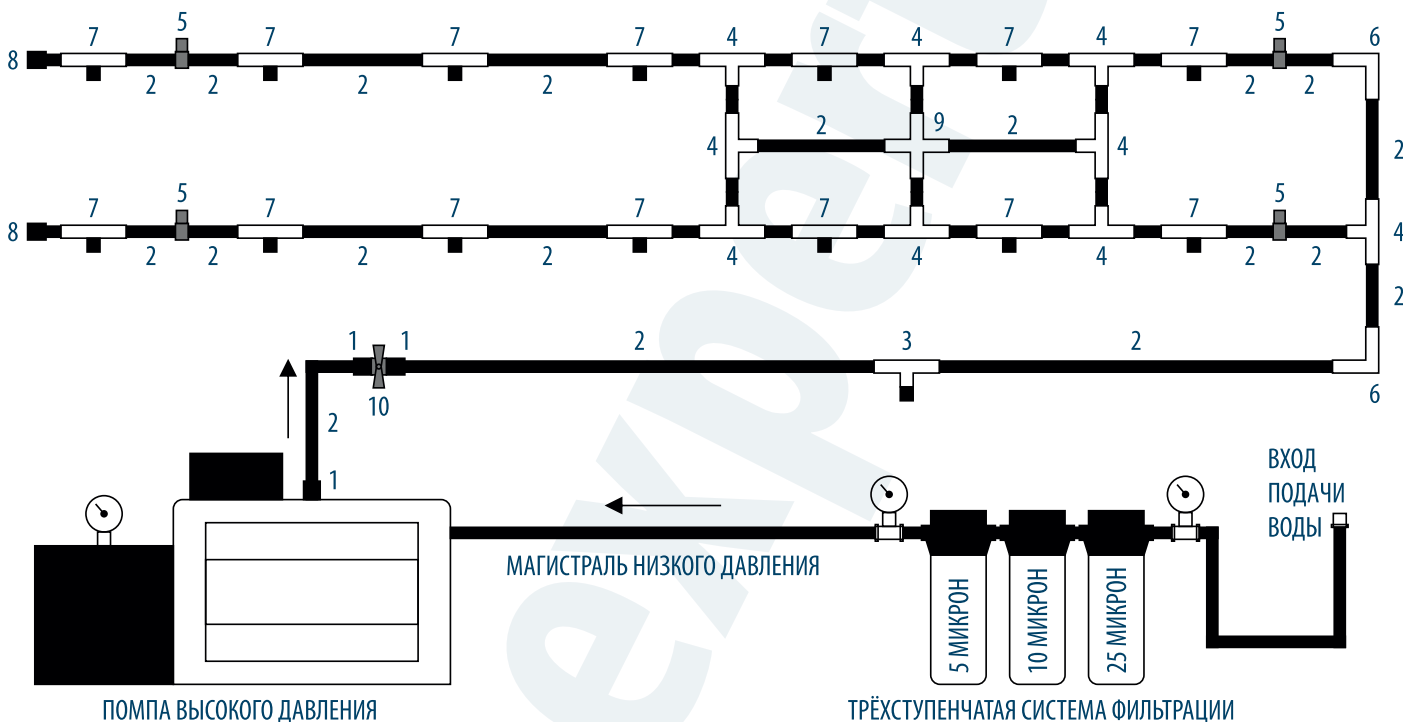 5 5
7 7 7 7 4 7 4 7 4 7 6
8
2 2 2 2 2 2
2 9 2 2
4 4
5 5
7 7 7 7 7 7 7
8 4
2 2 2 2 4 4 4 2 2
2
1 1 2 3 2
10 6
2
1
ВХОД
ПОДАЧИ
ВОДЫ
МАГИСТРАЛЬ НИЗКОГО ДАВЛЕНИЯ
5 МИКРОН
10 МИКРОН
25 МИКРОН
ПОМПА ВЫСОКОГО ДАВЛЕНИЯ
ТРЁХСТУПЕНЧАТАЯ СИСТЕМА ФИЛЬТРАЦИИ
expert